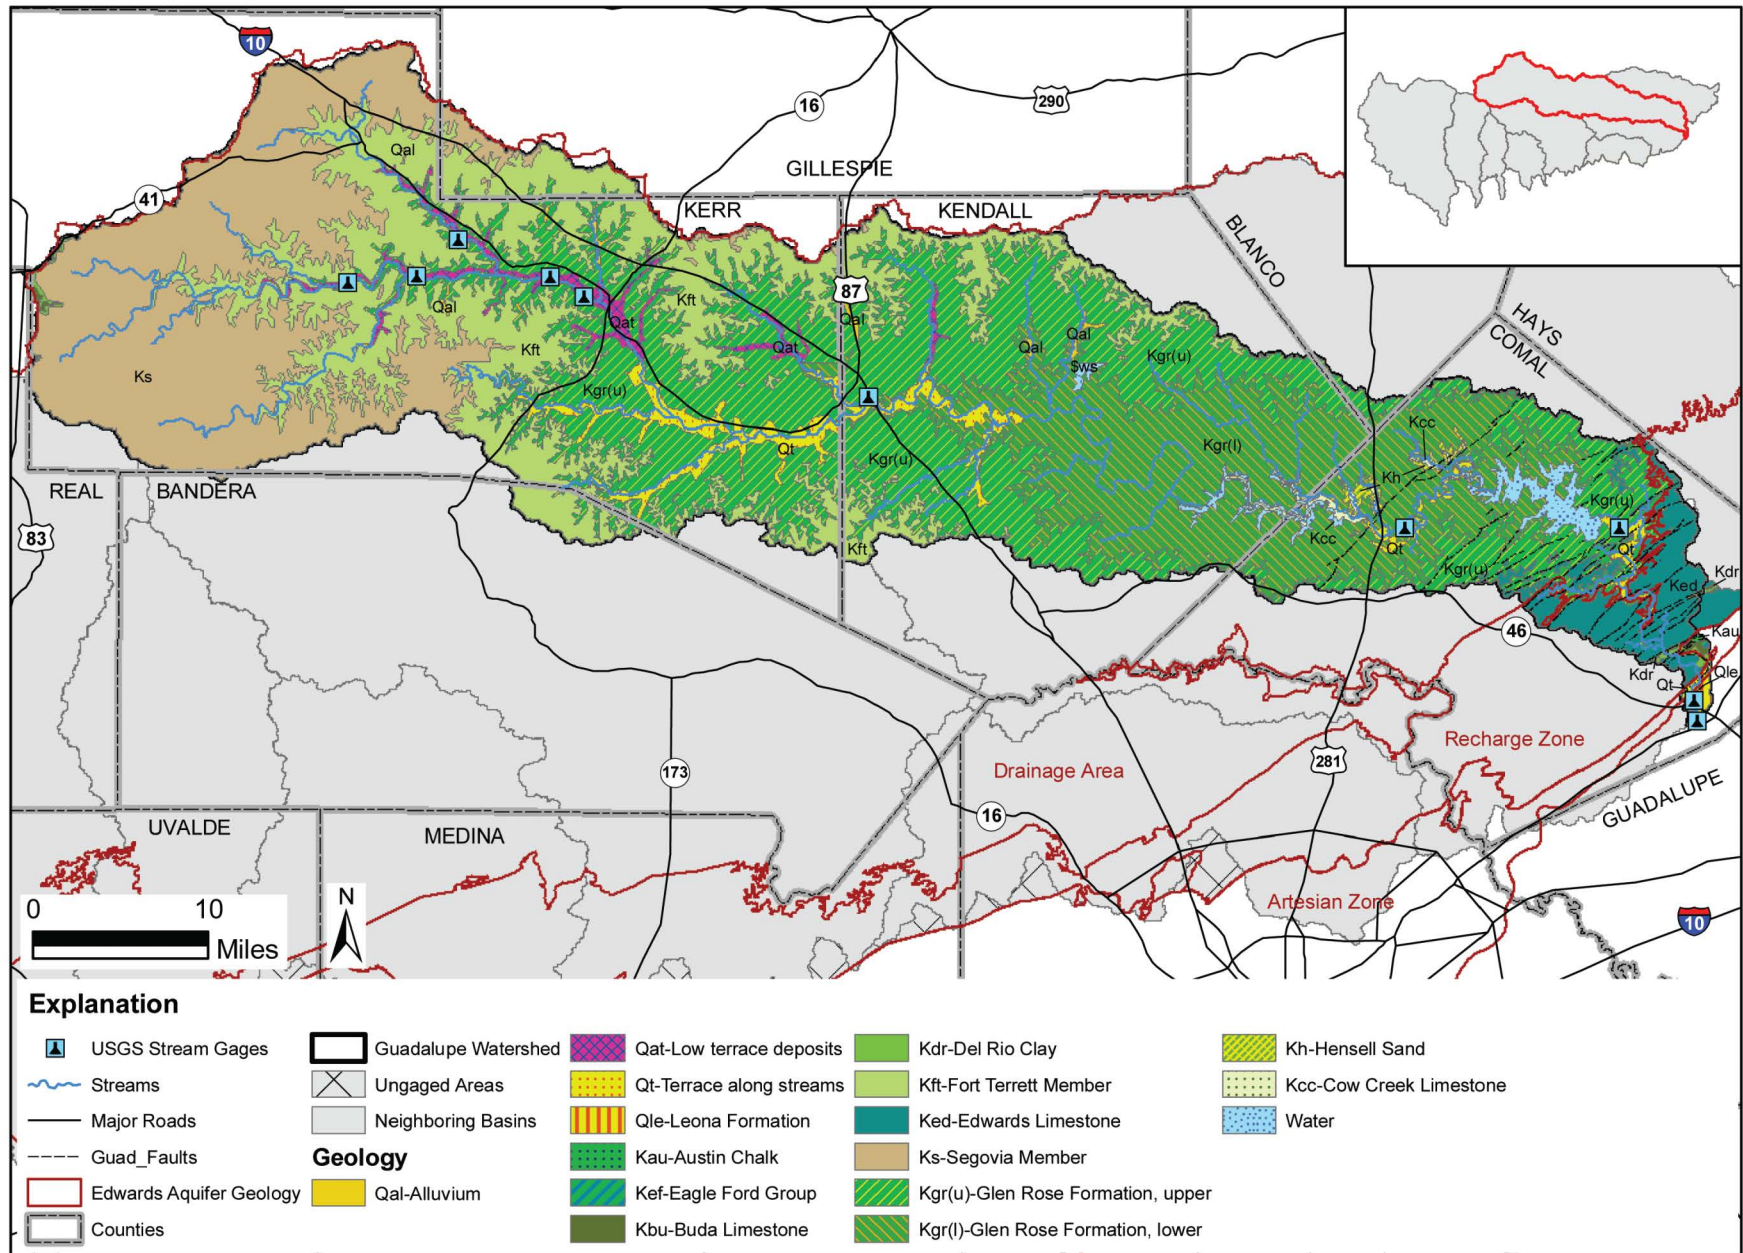 10
16
290
GILLESPIE
Qal
41
KERR
KENDALL
BLANCO
87
HAYS
COMAL
Qal
Kft
Qat
Kft
Qat
Qal
Qal
Qal
$ws
Kgr(u)
Ks
Kgr(u)
Kgr(l)
Kcc
Qt
Kgr(u)
Kh
Kgr(u)
REAL
BANDERA
83
Kft
Kcc
Qt
Kgr(u)
Qt
Ked
Kdr
46
Kau
Kdr
Qt
Qle
Recharge Zone
Drainage Area
281
173
16
GUADALUPE
UVALDE
MEDINA
Artesian Zone
10
0 10
Miles
N
Explanation
USGS Stream Gages
Streams
Major Roads
Guad_Faults
Edwards Aquifer Geology
Counties
Guadalupe Watershed
Ungaged Areas
Neighboring Basins
Geology
Qal-Alluvium
Qat-Low terrace deposits
Qt-Terrace along streams
Qle-Leona Formation
Kau-Austin Chalk
Kef-Eagle Ford Group
Kbu-Buda Limestone
Kdr-Del Rio Clay
Kft-Fort Terrett Member
Ked-Edwards Limestone
Ks-Segovia Member
Kgr(u)-Glen Rose Formation, upper
Kgr(l)-Glen Rose Formation, lower
Kh-Hensell Sand
Kcc-Cow Creek Limestone
Water